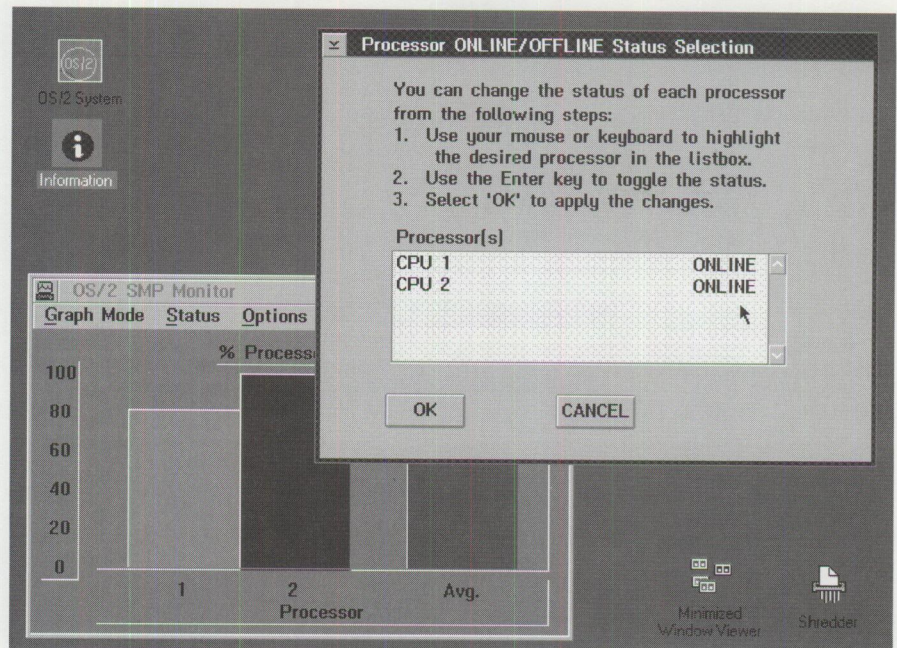 OS/2
OS/2 System
Information
Processor ONLINE/OFFLINE Status Selection
You can change the status of each processor
from the following steps:
1. Use your mouse or keyboard to highlight
the desired processor in the listbox.
2. Use the Enter key to toggle the status.
3. Select 'OK' to apply the changes.
Processor(s)
CPU 1 ONLINE
CPU 2 ONLINE
OK CANCEL
OS/2 SMP Monitor
Graph Mode Status Options
%
100
80
60
40
20
0
1 2 Avg.
Processor
Minimized
Window Viewer
Shredder